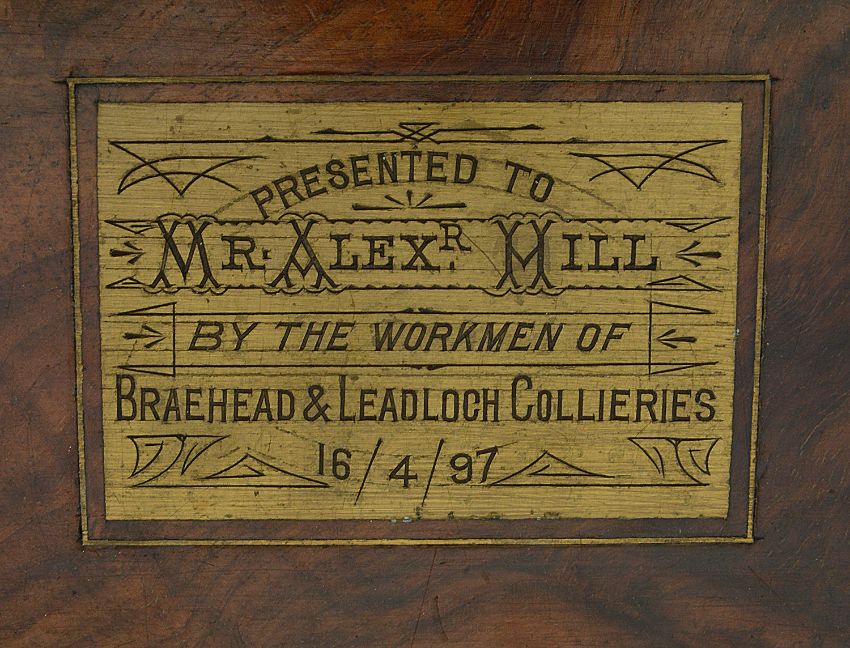 PRESENTED TO
MR. ALEXR. HILL
BY THE WORKMEN OF
BRAEHEAD & LEADLOCH COLLIERIES
16/4/97